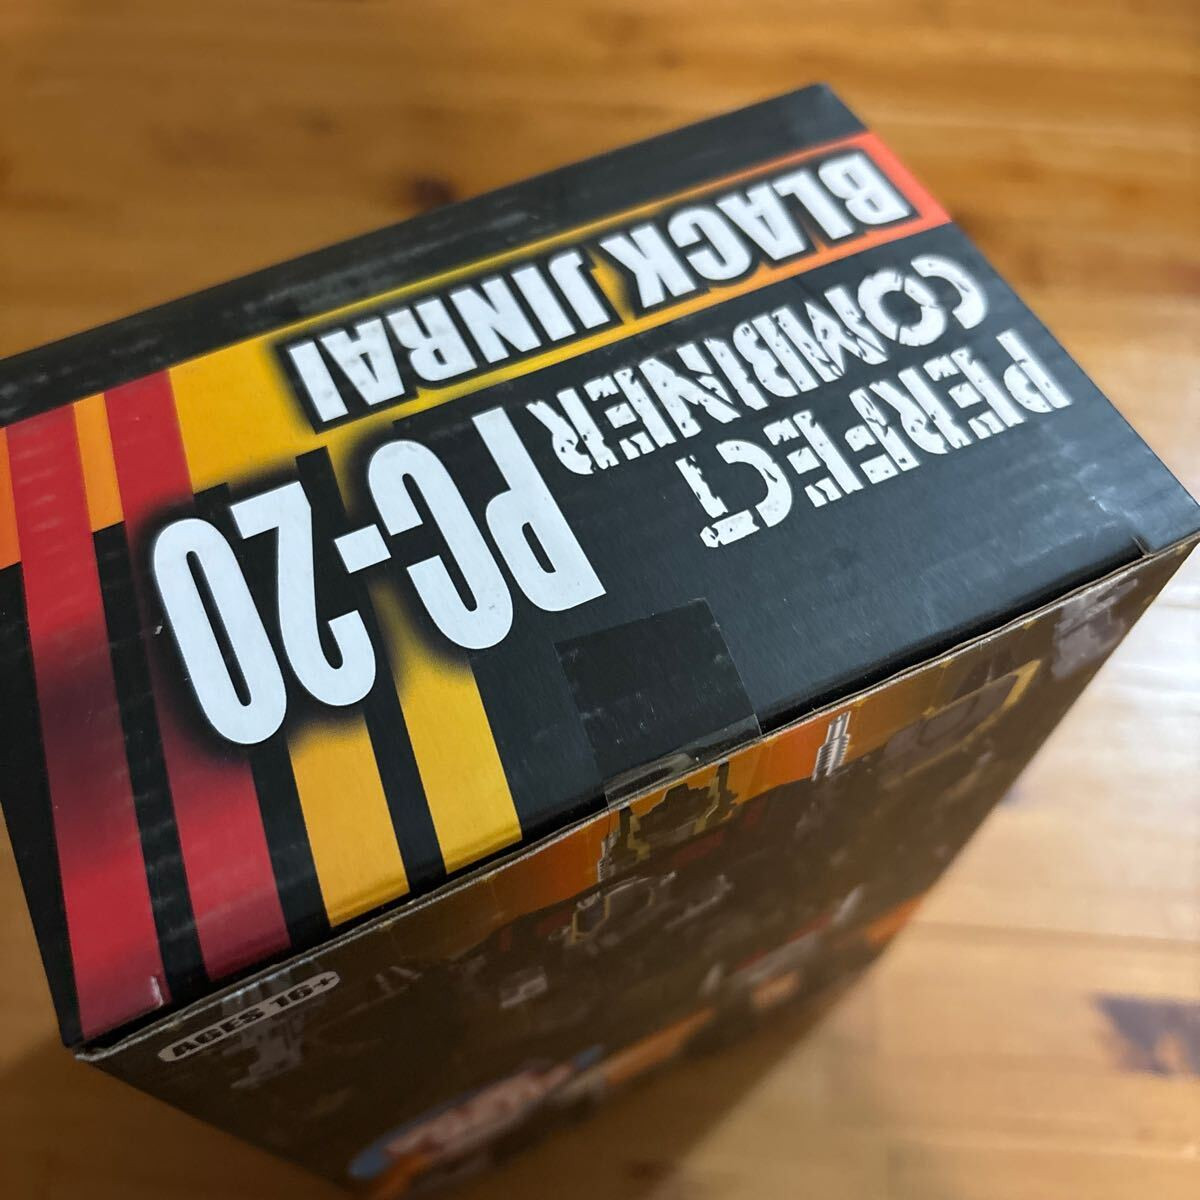 PERFECT
COMBINER
PC-20
BLACK JINRAI
AGES 16+